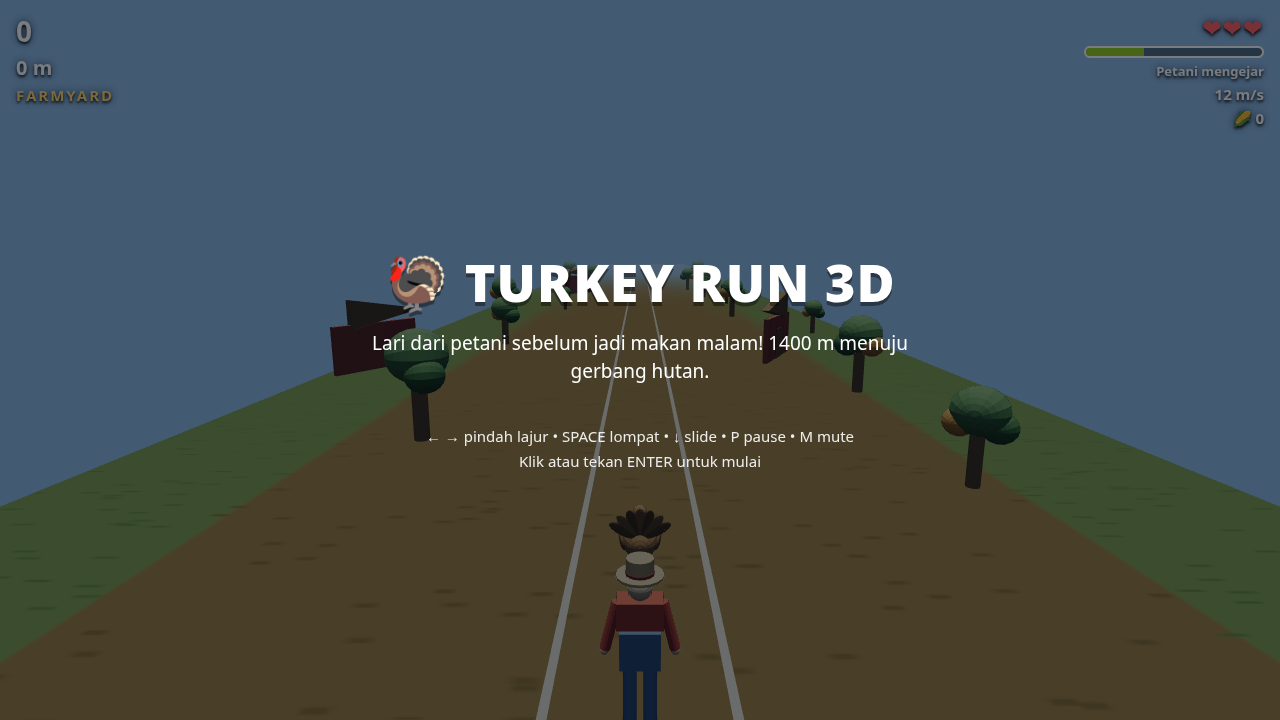 0
0 m
FARMYARD
Petani mengejar
12 m/s
0
TURKEY RUN 3D
Lari dari petani sebelum jadi makan malam! 1400 m menuju
gerbang hutan.
← → pindah lajur • SPACE lompat • ↓ slide • P pause • M mute
Klik atau tekan ENTER untuk mulai